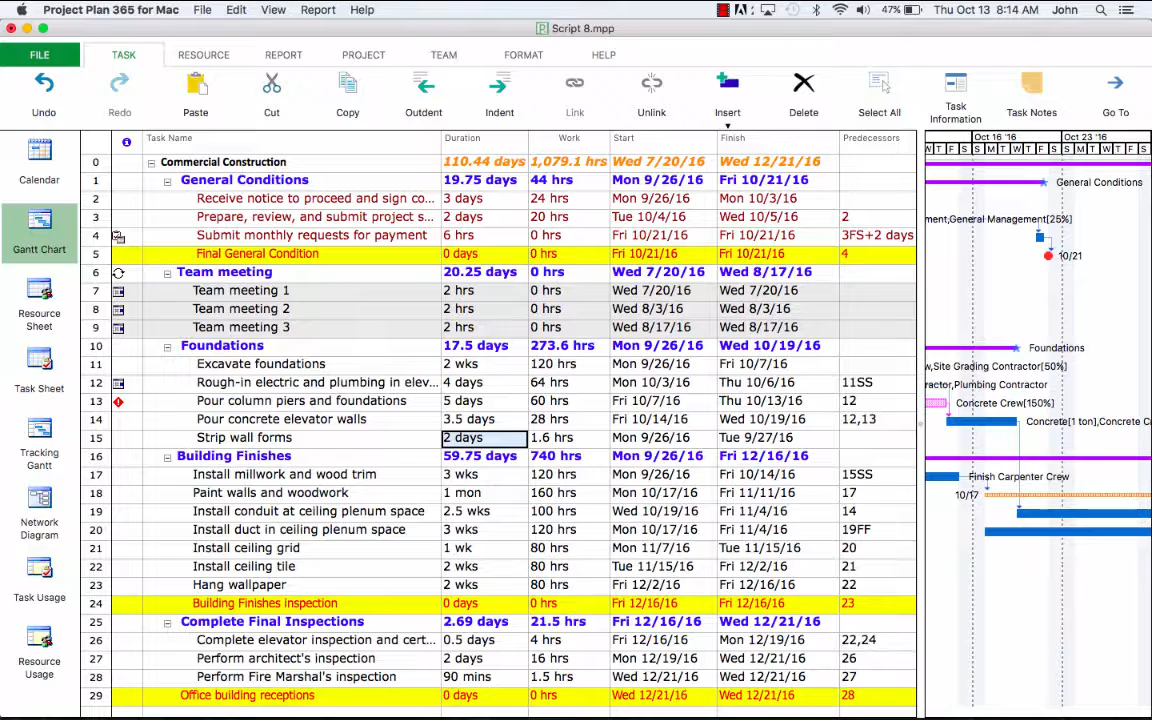 Project Plan 365 for Mac File Edit View Report Help 47% Thu Oct 13 8:14 AM John
Script 8.mpp
FILE TASK RESOURCE REPORT PROJECT TEAM FORMAT HELP
Undo Redo Paste Cut Copy Outdent Indent Link Unlink Insert Delete Select All Task Information Task Notes Go To
Calendar
Gantt Chart
Resource Sheet
Task Sheet
Tracking Gantt
Network Diagram
Task Usage
Resource Usage
Task Name Duration Work Start Finish Predecessors
0 Commercial Construction 110.44 days 1,079.1 hrs Wed 7/20/16 Wed 12/21/16
1 General Conditions 19.75 days 44 hrs Mon 9/26/16 Fri 10/21/16
2 Receive notice to proceed and sign co... 3 days 24 hrs Mon 9/26/16 Mon 10/3/16
3 Prepare, review, and submit project s... 2 days 20 hrs Tue 10/4/16 Wed 10/5/16 2
4 Submit monthly requests for payment 6 hrs Fri 10/21/16 Fri 10/21/16 3FS+2 days
5 Final General Condition 0 days 0 hrs Fri 10/21/16 Fri 10/21/16 4
6 Team meeting 20.25 days 0 hrs Wed 7/20/16 Wed 8/17/16
7 Team meeting 1 2 hrs 0 hrs Wed 7/20/16 Wed 7/20/16
8 Team meeting 2 2 hrs 0 hrs Wed 8/3/16 Wed 8/3/16
9 Team meeting 3 2 hrs 0 hrs Wed 8/17/16 Wed 8/17/16
10 Foundations 17.5 days 273.6 hrs Mon 9/26/16 Wed 10/19/16
11 Excavate foundations 2 wks 120 hrs Mon 9/26/16 Fri 10/7/16
12 Rough-in electric and plumbing in elev... 4 days 64 hrs Mon 10/3/16 Thu 10/6/16 11SS
13 Pour column piers and foundations 5 days 60 hrs Fri 10/7/16 Thu 10/13/16 12
14 Pour concrete elevator walls 3.5 days 28 hrs Fri 10/14/16 Wed 10/19/16 12,13
15 Strip wall forms 2 days 1.6 hrs Mon 9/26/16 Tue 9/27/16
16 Building Finishes 59.75 days 740 hrs Mon 9/26/16 Fri 12/16/16
17 Install millwork and wood trim 3 wks 120 hrs Mon 9/26/16 Fri 10/14/16 15SS
18 Paint walls and woodwork 1 mon 160 hrs Mon 10/17/16 Fri 11/11/16 17
19 Install conduit at ceiling plenum space 2.5 wks 100 hrs Wed 10/19/16 Fri 11/4/16 14
20 Install duct in ceiling plenum space 3 wks 120 hrs Mon 10/17/16 Fri 11/4/16 19FF
21 Install ceiling grid 1 wk 80 hrs Mon 11/7/16 Tue 11/15/16 20
22 Install ceiling tile 2 wks 80 hrs Tue 11/15/16 Fri 12/2/16 21
23 Hang wallpaper 2 wks 80 hrs Fri 12/2/16 Fri 12/16/16 22
24 Building Finishes inspection 0 days 0 hrs Fri 12/16/16 Fri 12/16/16 23
25 Complete Final Inspections 2.69 days 21.5 hrs Fri 12/16/16 Wed 12/21/16
26 Complete elevator inspection and cert... 0.5 days 4 hrs Fri 12/16/16 Mon 12/19/16 22,24
27 Perform architect's inspection 2 days 16 hrs Mon 12/19/16 Wed 12/21/16 26
28 Perform Fire Marshal's inspection 90 mins 1.5 hrs Wed 12/21/16 Wed 12/21/16 27
29 Office building receptions 0 days 0 hrs Wed 12/21/16 Wed 12/21/16 28
Oct 16 '16 Oct 23 '16
W T F S S M T W T F S S M T W T F S
General Conditions
ment,General Management[25%]
10/21
Foundations
w,Site Grading Contractor[50%]
ractor,Plumbing Contractor
Concrete Crew[150%]
Concrete[1 ton],Concrete C
Finish Carpenter Crew
10/17